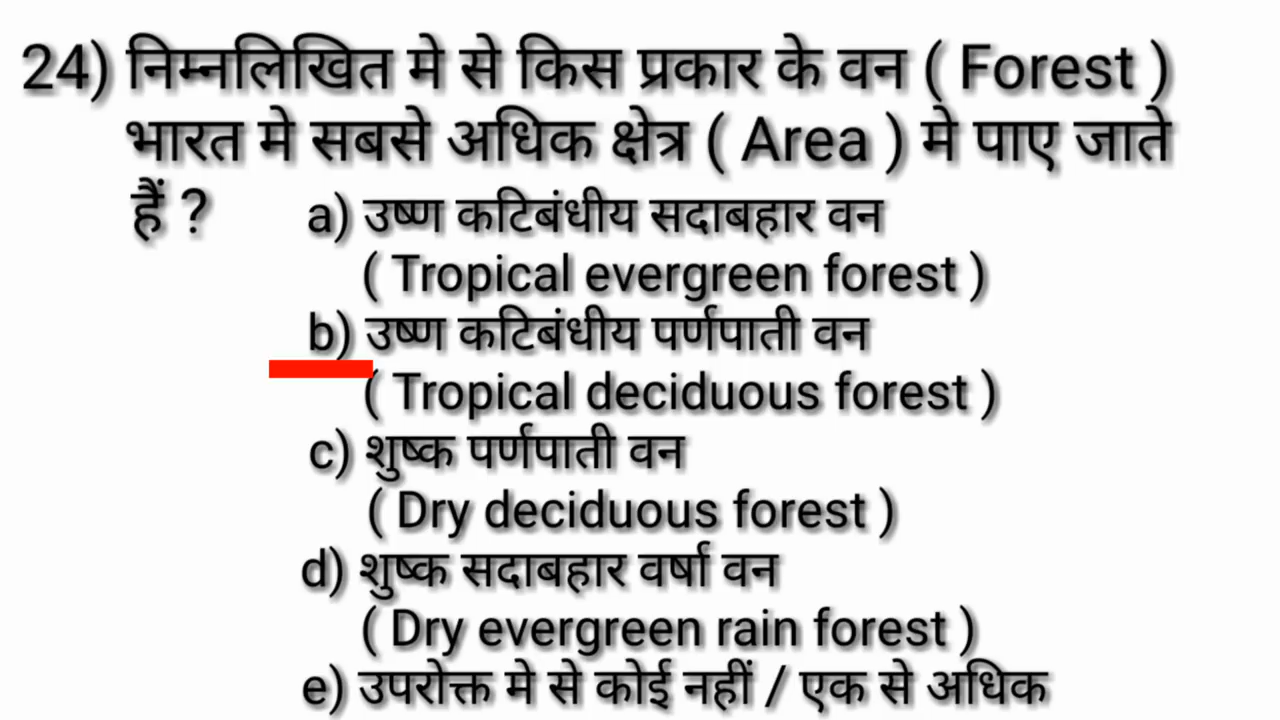 24) निम्नलिखित मे से किस प्रकार के वन ( Forest )
भारत मे सबसे अधिक क्षेत्र ( Area ) मे पाए जाते
हैं ?
a) उष्ण कटिबंधीय सदाबहार वन
( Tropical evergreen forest )
b) उष्ण कटिबंधीय पर्णपाती वन
( Tropical deciduous forest )
c) शुष्क पर्णपाती वन
( Dry deciduous forest )
d) शुष्क सदाबहार वर्षा वन
( Dry evergreen rain forest )
e) उपरोक्त मे से कोई नहीं / एक से अधिक